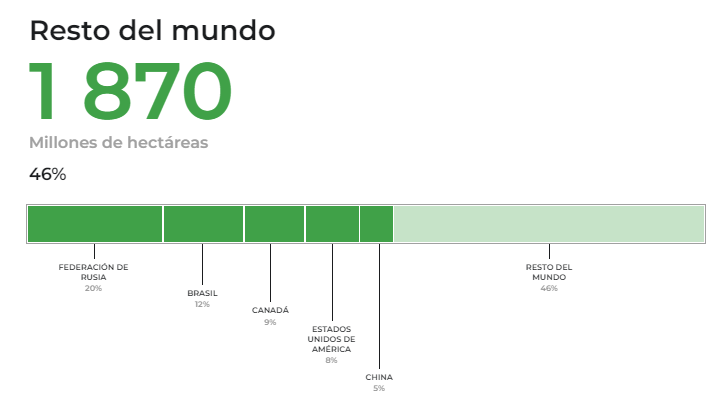 Resto del mundo
1 870
Millones de hectáreas
46%
FEDERACIÓN DE
RUSIA
20%
BRASIL
12%
CANADÁ
9%
ESTADOS
UNIDOS DE
AMÉRICA
8%
CHINA
5%
RESTO DEL
MUNDO
46%